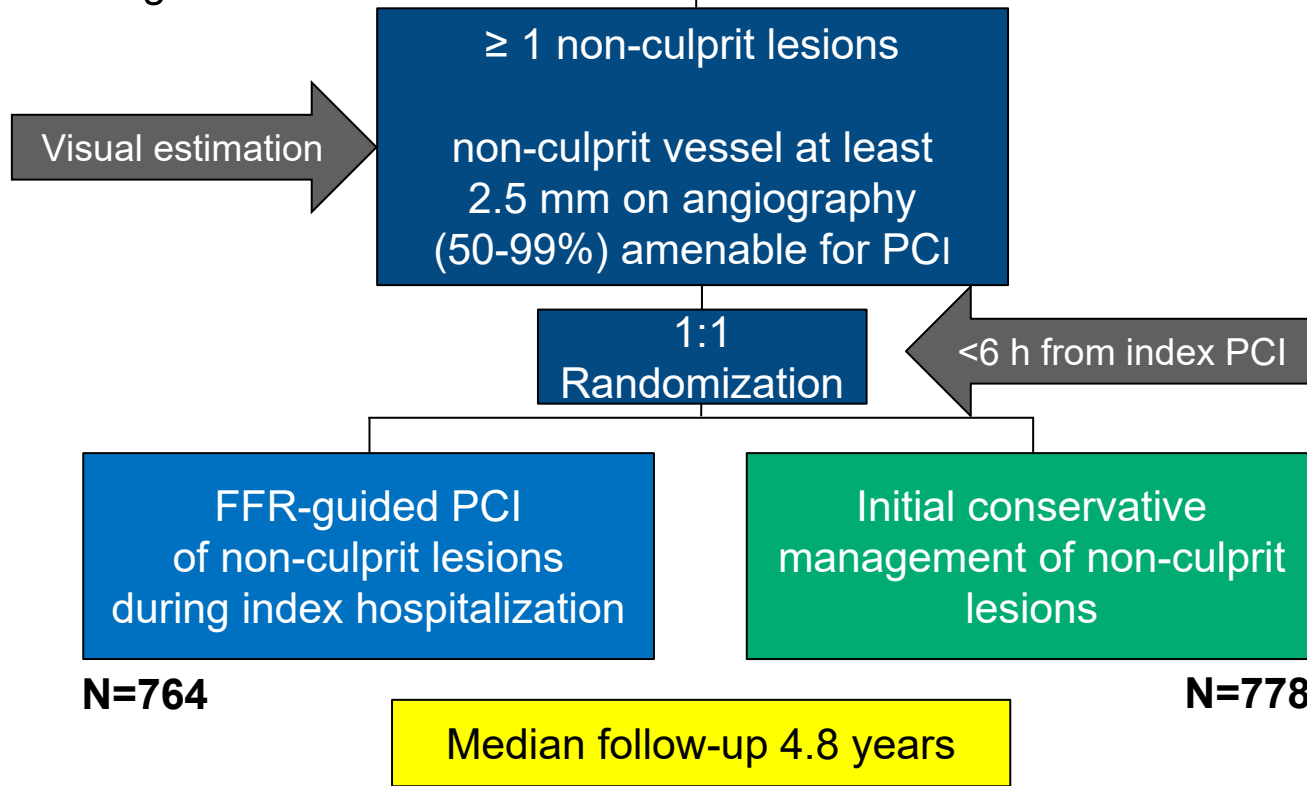 ≥ 1 non-culprit lesions
Visual estimation
non-culprit vessel at least
2.5 mm on angiography
(50-99%) amenable for PCI
1:1
Randomization
<6 h from index PCI
FFR-guided PCI
of non-culprit lesions
during index hospitalization
Initial conservative
management of non-culprit
lesions
N=764
N=778
Median follow-up 4.8 years